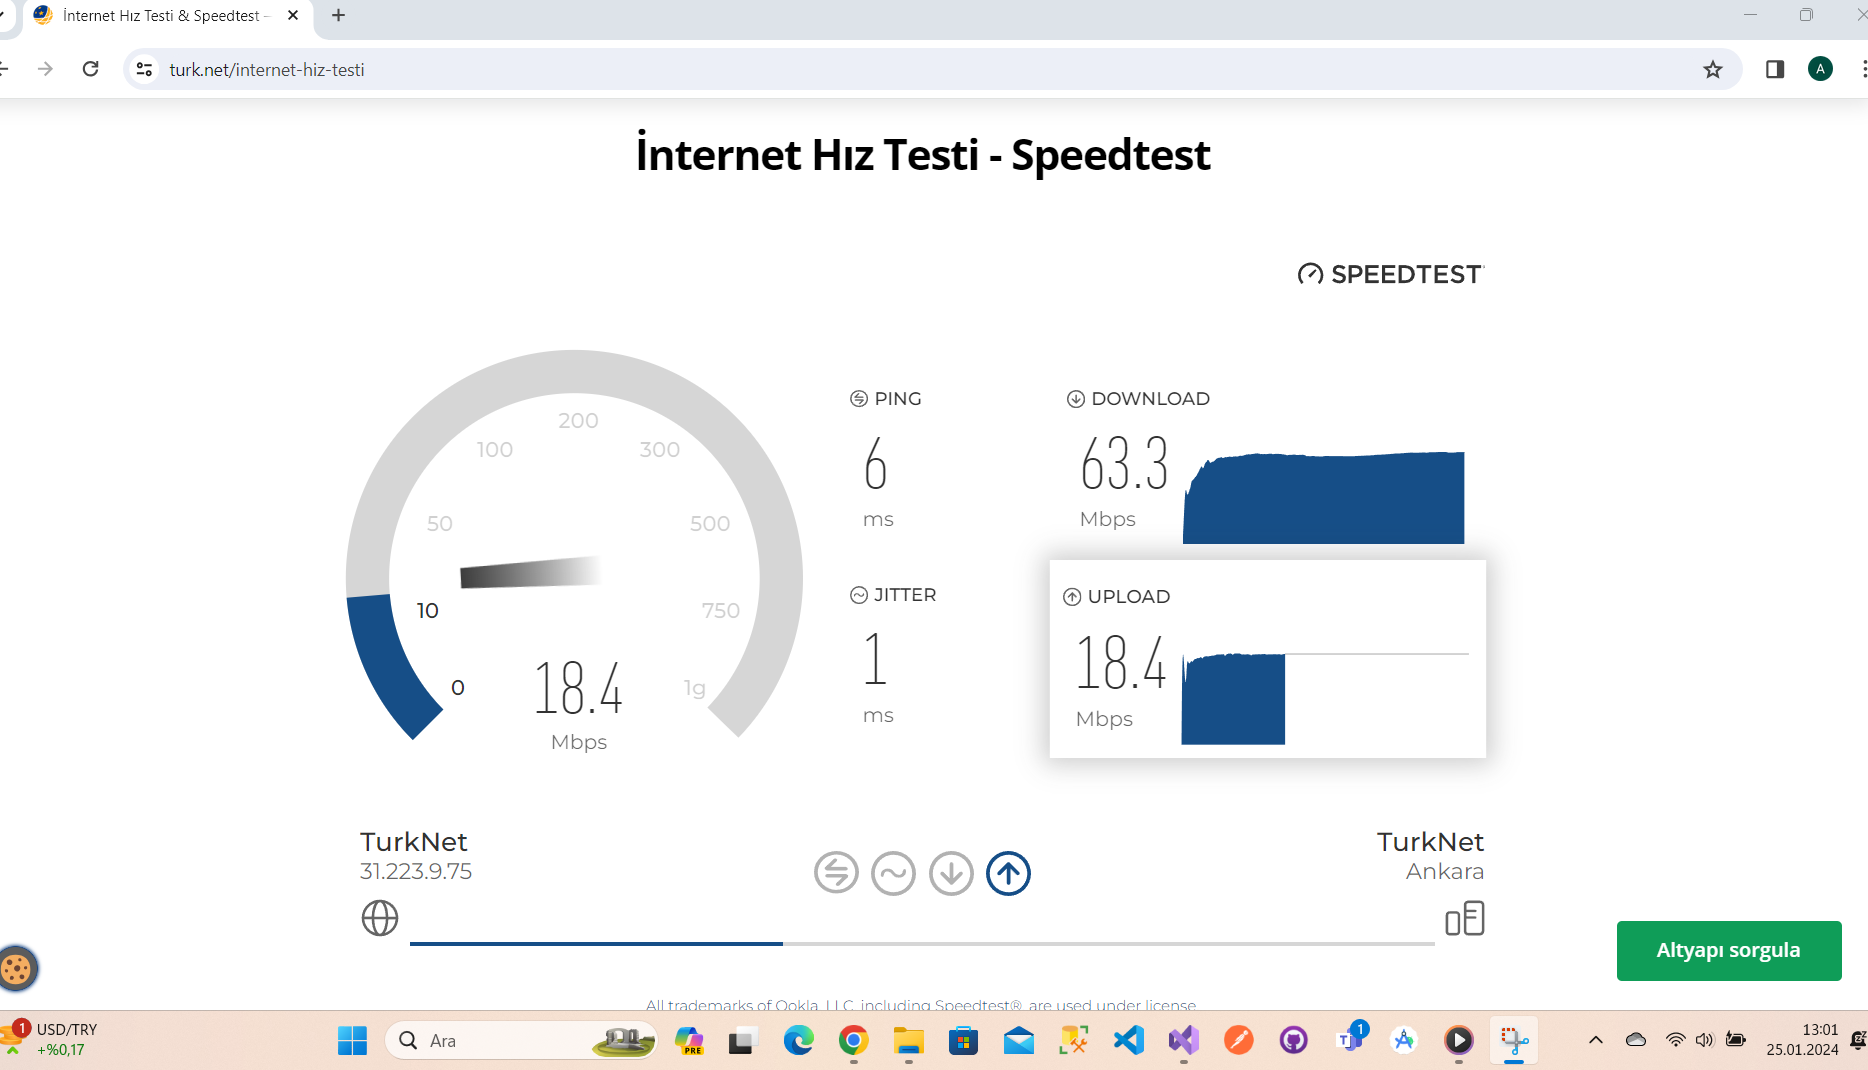 İnternet Hız Testi & Speedtest -
turk.net/internet-hiz-testi
A
İnternet Hız Testi - Speedtest
SPEEDTEST
PING
6
ms
DOWNLOAD
63.3
Mbps
JITTER
1
ms
UPLOAD
18.4
Mbps
0
10
50
100
200
300
500
750
1g
18.4
Mbps
TurkNet
31.223.9.75
TurkNet
Ankara
Altyapı sorgula
All trademarks of Ookla, LLC, including Speedtest®, are used under license
1
USD/TRY
+%0,17
Ara
PRE
T
1
A
13:01
25.01.2024